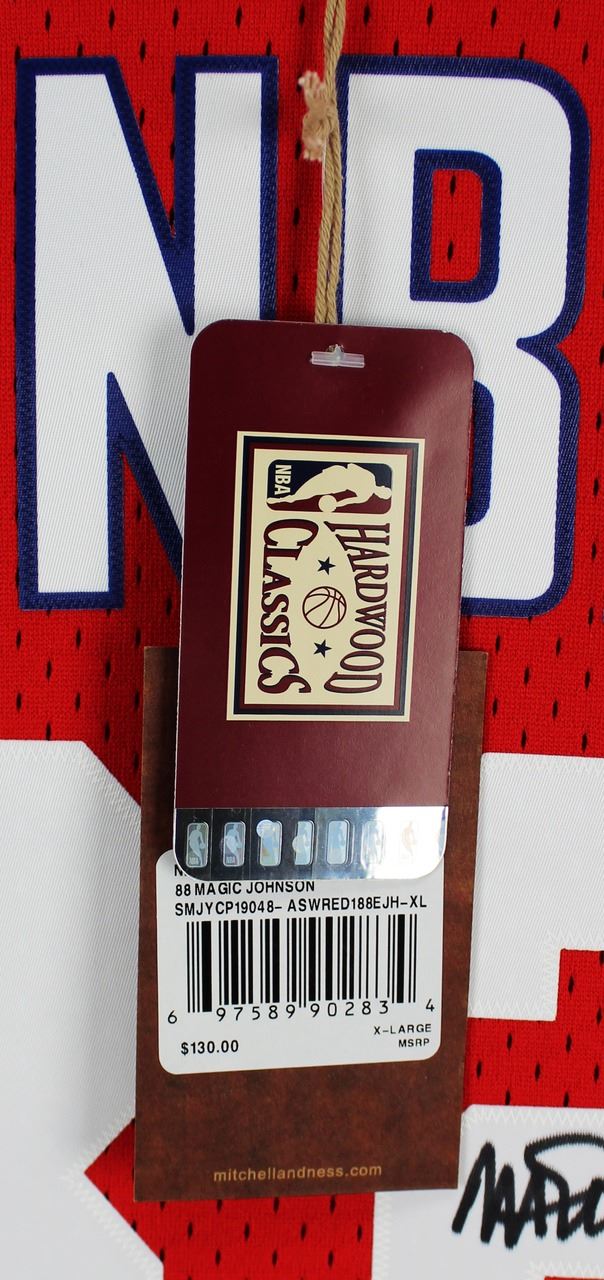 NB
NBA
HARDWOOD
CLASSICS
88 MAGIC JOHNSON
SMJYCP19048- ASWRED188EJH-XL
6 97589 90283 4
X-LARGE
$130.00 MSRP
mitchellandness.com